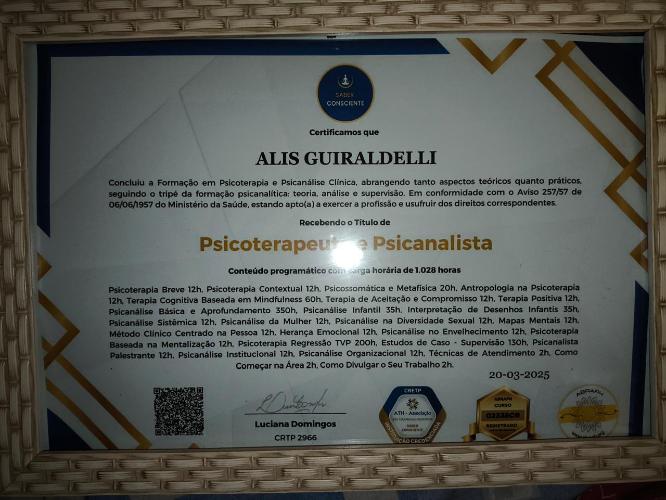 SABER
CONSCIENTE
Certificamos que
ALIS GUIRALDELLI
Concluiu a Formação em Psicoterapia e Psicanálise Clínica, abrangendo tanto aspectos teóricos quanto práticos,
seguindo o tripé da formação psicanalítica: teoria, análise e supervisão. Em conformidade com o Aviso 257/57 de
06/06/1957 do Ministério da Saúde, estando apto(a) a exercer a profissão e usufruir dos direitos correspondentes.
Recebendo o Título de
Psicoterapeuta e Psicanalista
Conteúdo programático com carga horária de 1.028 horas
Psicoterapia Breve 12h, Psicoterapia Contextual 12h, Psicossomática e Metafísica 20h, Antropologia na Psicoterapia
12h, Terapia Cognitiva Baseada em Mindfulness 60h, Terapia de Aceitação e Compromisso 12h, Terapia Positiva 12h,
Psicanálise Básica e Aprofundamento 350h, Psicanálise Infantil 35h, Interpretação de Desenhos Infantis 35h,
Psicanálise Sistêmica 12h, Psicanálise da Mulher 12h, Psicanálise na Diversidade Sexual 12h, Mapas Mentais 12h,
Método Clínico Centrado na Pessoa 12h, Herança Emocional 12h, Psicanálise no Envelhecimento 12h, Psicoterapia
Baseada na Mentalização 12h, Psicoterapia Regressão TVP 200h, Estudos de Caso - Supervisão 130h, Psicanalista
Palestrante 12h, Psicanálise Institucional 12h, Psicanálise Organizacional 12h, Técnicas de Atendimento 2h, Como
Começar na Área 2h, Como Divulgar o Seu Trabalho 2h.
20-03-2025
Luciana Domingos
CRTP 2966
CRETP
ATH - Associação
SABER
CONSCIENTE
CURSO
REGISTRADO